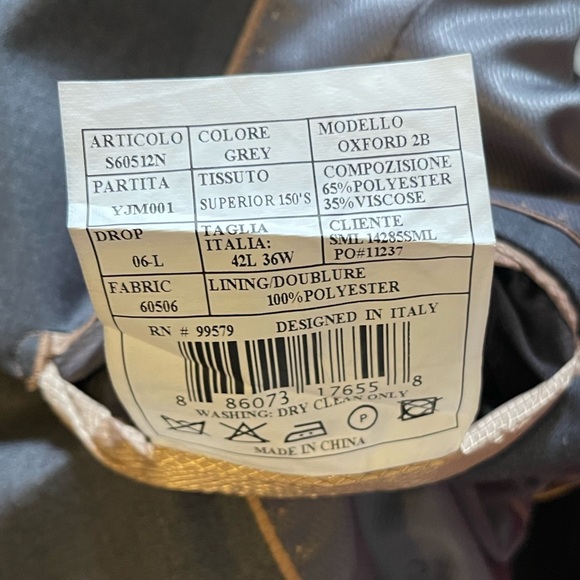 ARTICOLO
S60512N
COLORE
GREY
MODELLO
OXFORD 2B
PARTITA
YJM001
TISSUTO
SUPERIOR 150'S
COMPOZISIONE
65%POLYESTER
35%VISCOSE
DROP
06-L
TAGLIA
ITALIA:
42L 36W
CLIENTE
SML 14285SML
PO#11237
FABRIC
60506
LINING/DOUBLURE
100%POLYESTER
RN # 99579
DESIGNED IN ITALY
8 86073 17655 8
WASHING: DRY CLEAN ONLY
P
MADE IN CHINA